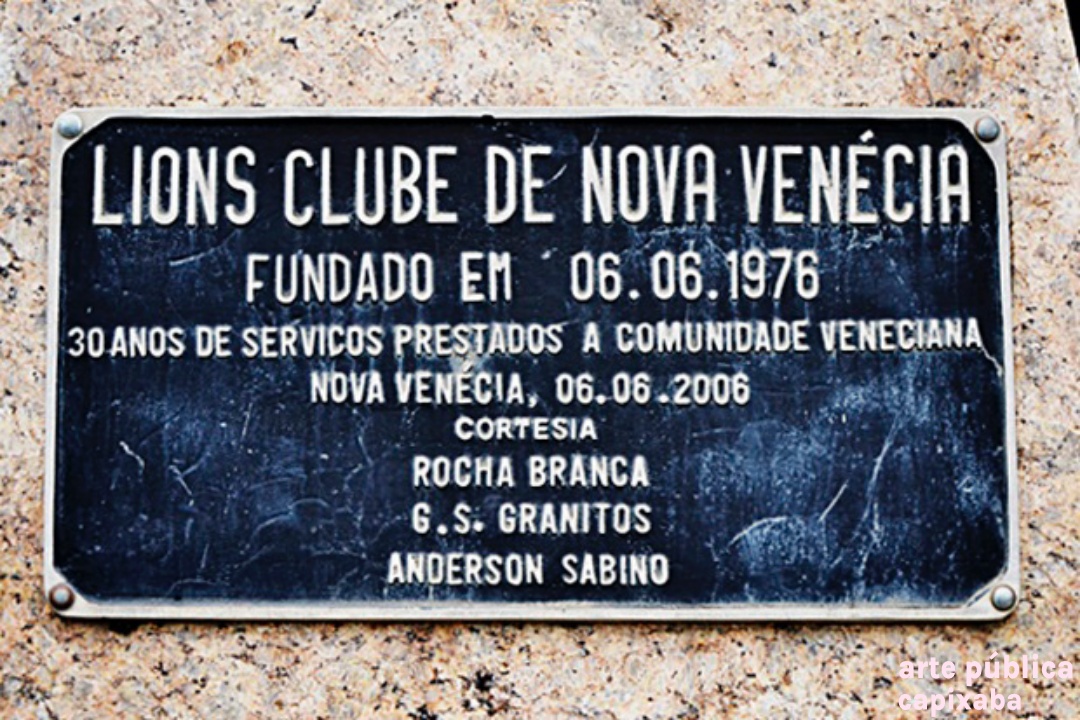 LIONS CLUBE DE NOVA VENÉCIA
FUNDADO EM 06.06.1976
30 ANOS DE SERVICOS PRESTADOS A COMUNIDADE VENECIANA
NOVA VENÉCIA, 06.06.2006
CORTESIA
ROCHA BRANCA
G.S. GRANITOS
ANDERSON SABINO
arte pública
capixaba